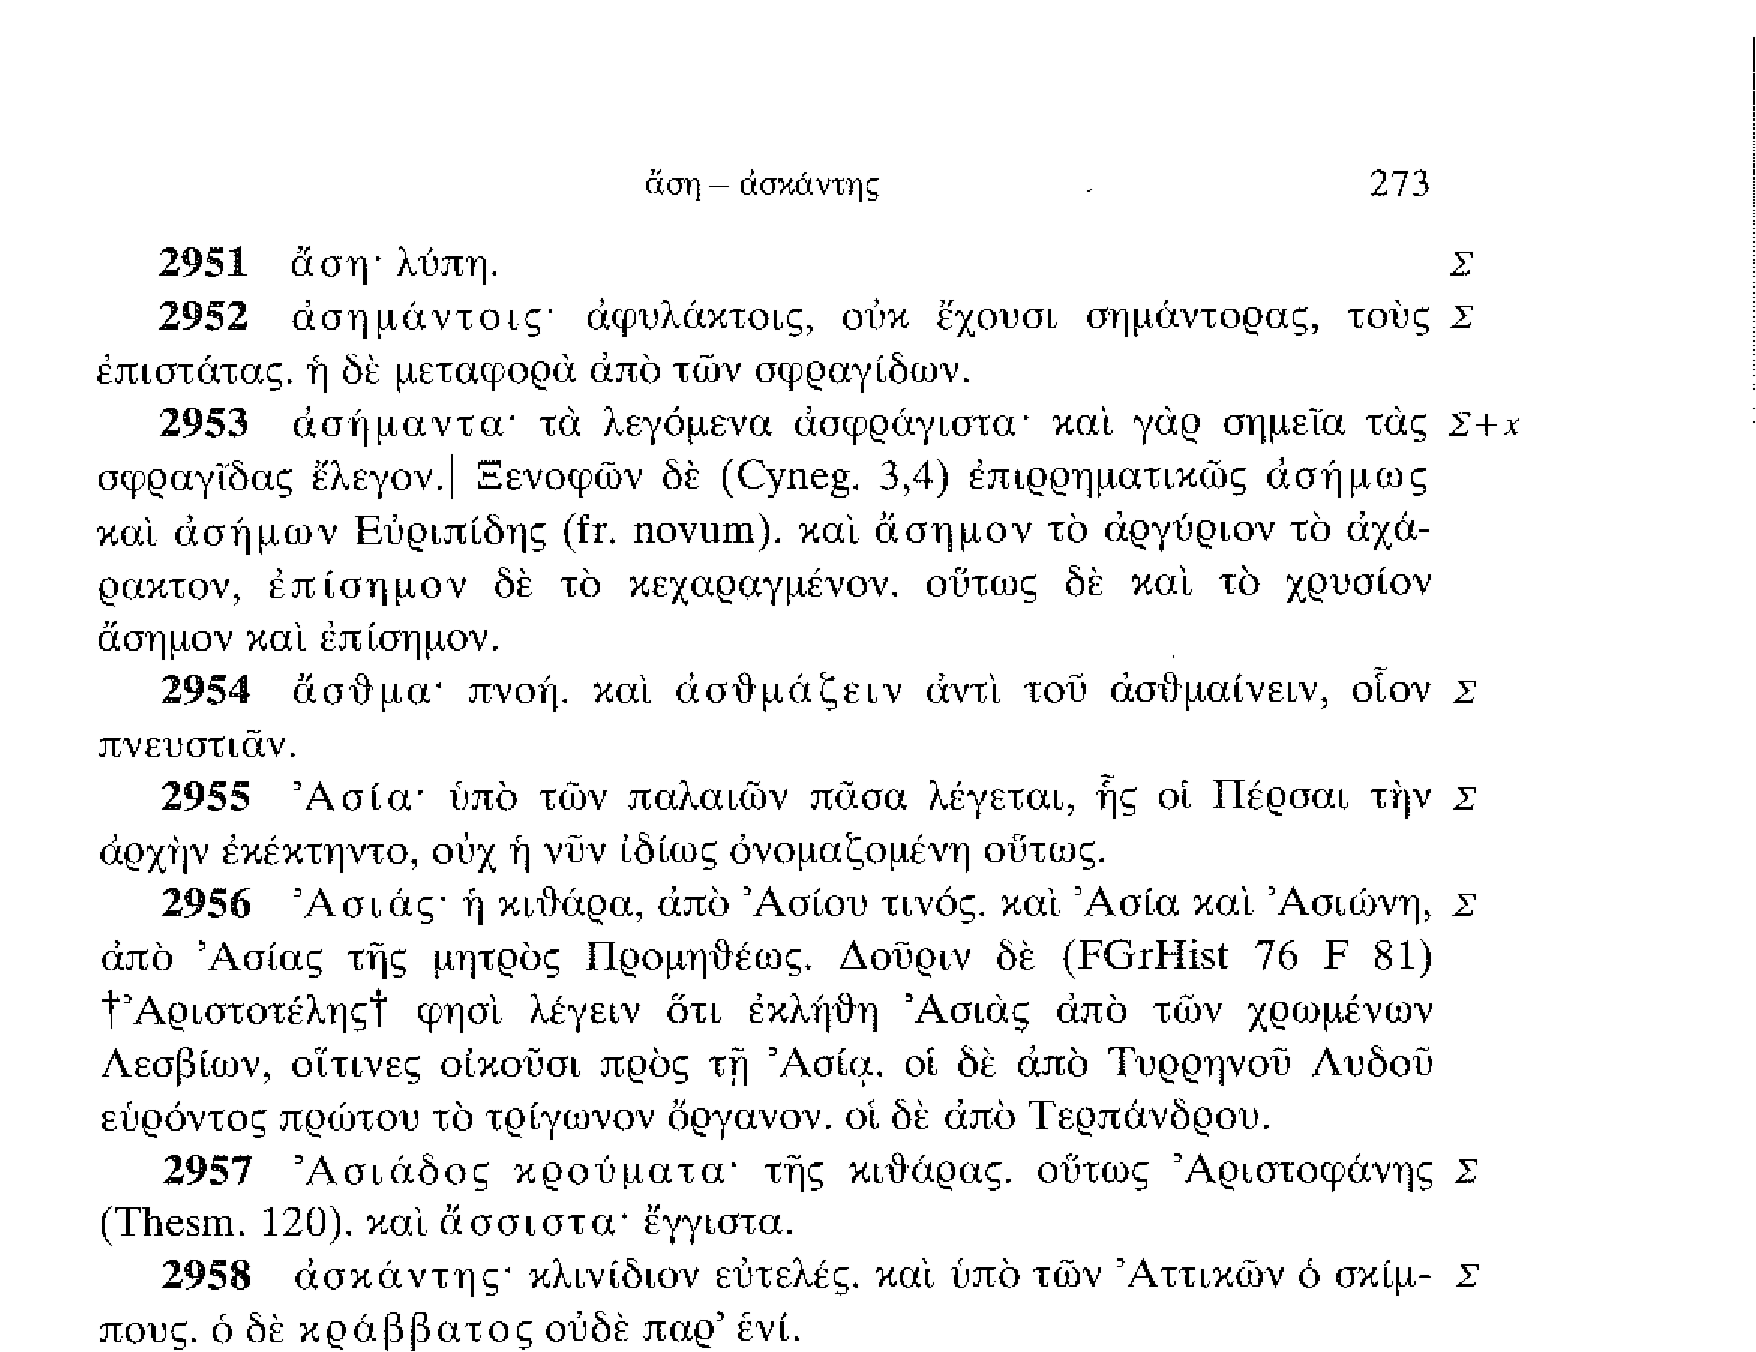 ἄση – ἀσκάντης 273
2951 ἄση· λύπη. Σ
2952 ἀσημάντοις· ἀφυλάκτοις, οὐκ ἔχουσι σημάντορας, τοὺς Σ
ἐπιστάτας. ἡ δὲ μεταφορὰ ἀπὸ τῶν σφραγίδων.
2953 ἀσήμαντα· τὰ λεγόμενα ἀσφράγιστα· καὶ γὰρ σημεῖα τὰς Σ+x
σφραγῖδας ἔλεγον.| Ξενοφῶν δὲ (Cyneg. 3,4) ἐπιρρηματικῶς ἀσήμως
καὶ ἀσήμων Εὐριπίδης (fr. novum). καὶ ἄσημον τὸ ἀργύριον τὸ ἀχά-
ρακτον, ἐπίσημον δὲ τὸ κεχαραγμένον. οὕτως δὲ καὶ τὸ χρυσίον
ἄσημον καὶ ἐπίσημον.
2954 ἄσθμα· πνοή. καὶ ἀσθμάζειν ἀντὶ τοῦ ἀσθμαίνειν, οἷον Σ
πνευστιᾶν.
2955 Ἀσία· ὑπὸ τῶν παλαιῶν πᾶσα λέγεται, ἧς οἱ Πέρσαι τὴν Σ
ἀρχὴν ἐκέκτηντο, οὐχ ἡ νῦν ἰδίως ὀνομαζομένη οὕτως.
2956 Ἀσιάς· ἡ κιθάρα, ἀπὸ Ἀσίου τινός. καὶ Ἀσία καὶ Ἀσιώνη, Σ
ἀπὸ Ἀσίας τῆς μητρὸς Προμηθέως. Δοῦριν δὲ (FGrHist 76 F 81)
†Ἀριστοτέλης† φησὶ λέγειν ὅτι ἐκλήθη Ἀσιὰς ἀπὸ τῶν χρωμένων
Λεσβίων, οἵτινες οἰκοῦσι πρὸς τῇ Ἀσίᾳ. οἱ δὲ ἀπὸ Τυρρηνοῦ Λυδοῦ
εὑρόντος πρώτου τὸ τρίγωνον ὄργανον. οἱ δὲ ἀπὸ Τερπάνδρου.
2957 Ἀσιάδος κρούματα· τῆς κιθάρας. οὕτως Ἀριστοφάνης Σ
(Thesm. 120). καὶ ἄσσιστα· ἔγγιστα.
2958 ἀσκάντης· κλινίδιον εὐτελές. καὶ ὑπὸ τῶν Ἀττικῶν ὁ σκίμ- Σ
πους. ὁ δὲ κράββατος οὐδὲ παρ’ ἑνί.